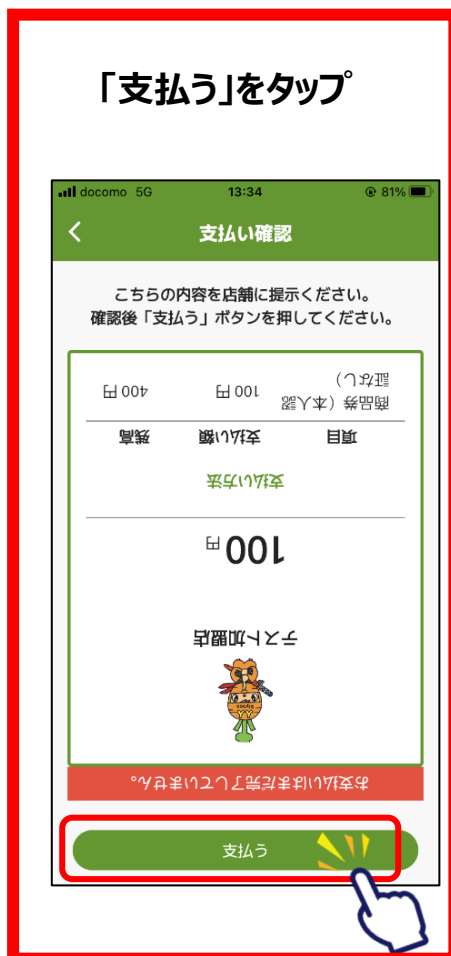 「支払う」をタップ
docomo 5G 13:34 81%
支払い確認
こちらの内容を店舗に提示ください。
確認後「支払う」ボタンを押してください。
お支払いはまだ完了していません。
テスト加盟店
100円
支払い方法
項目 支払い額 残高
商品券（本人認 100円 400円
証なし）
支払う